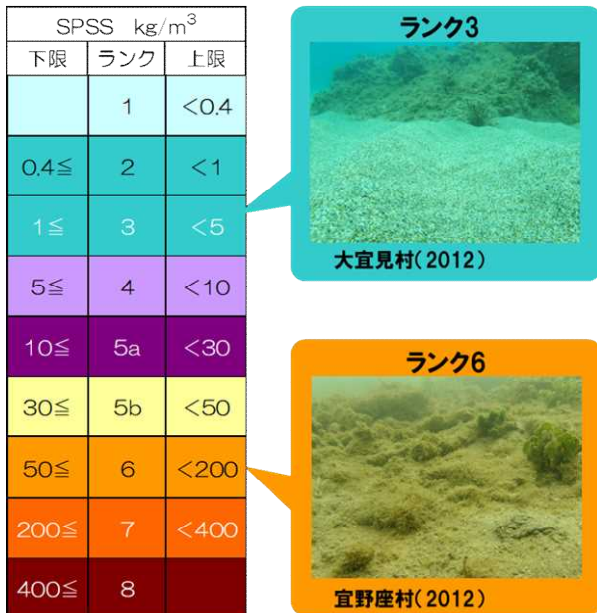 SPSS kg/m³
下限 ランク 上限
1 <0.4
0.4≦ 2 <1
1≦ 3 <5
5≦ 4 <10
10≦ 5a <30
30≦ 5b <50
50≦ 6 <200
200≦ 7 <400
400≦ 8
ランク3
大宜見村(2012)
ランク6
宜野座村(2012)